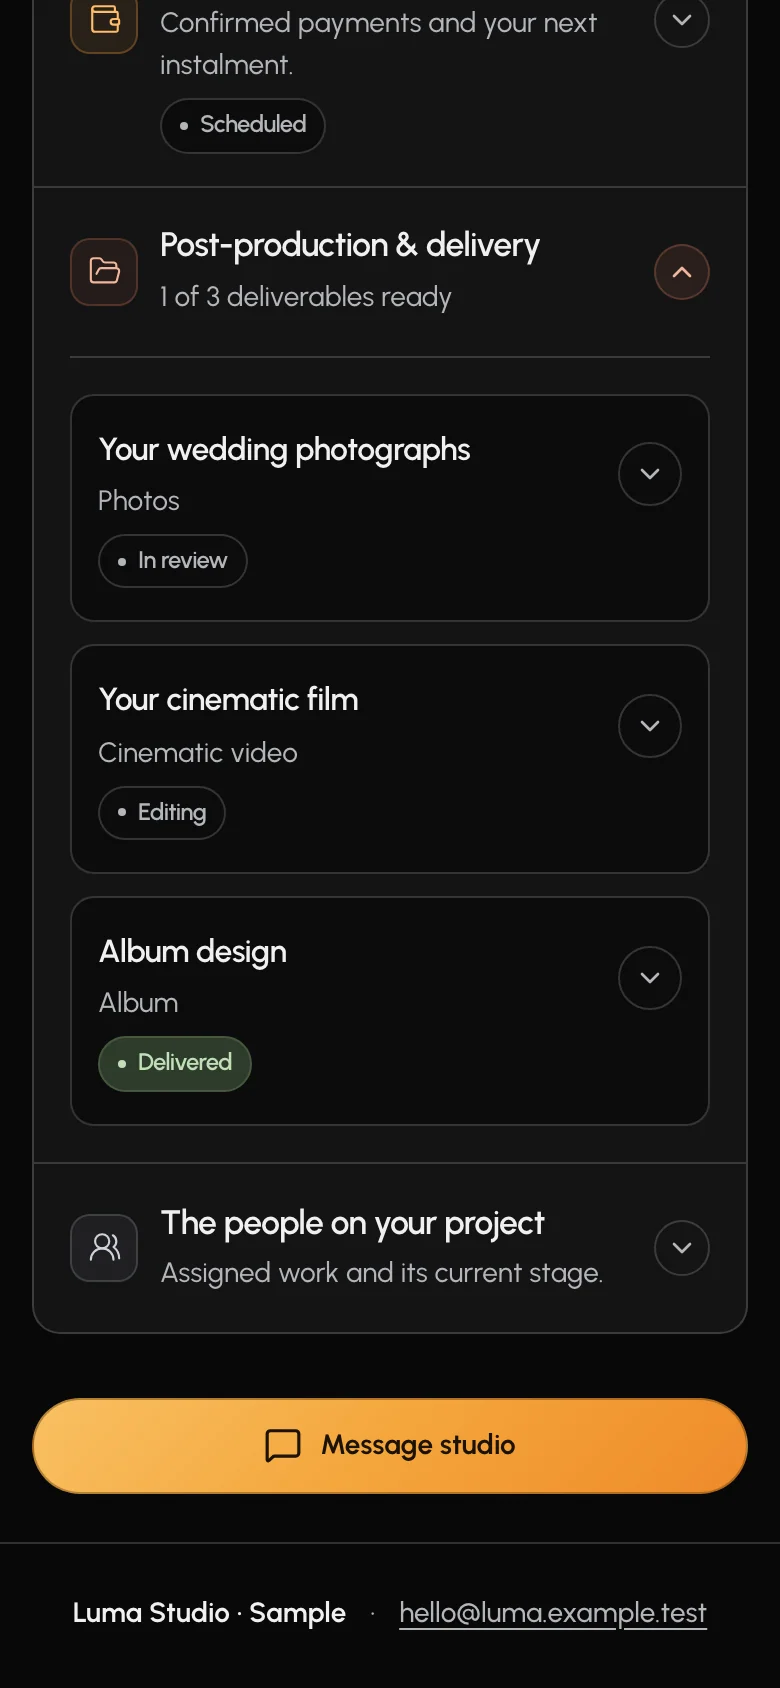 Confirmed payments and your next
instalment.
Scheduled
Post-production & delivery
1 of 3 deliverables ready
Your wedding photographs
Photos
In review
Your cinematic film
Cinematic video
Editing
Album design
Album
Delivered
The people on your project
Assigned work and its current stage.
Message studio
Luma Studio · Sample · hello@luma.example.test